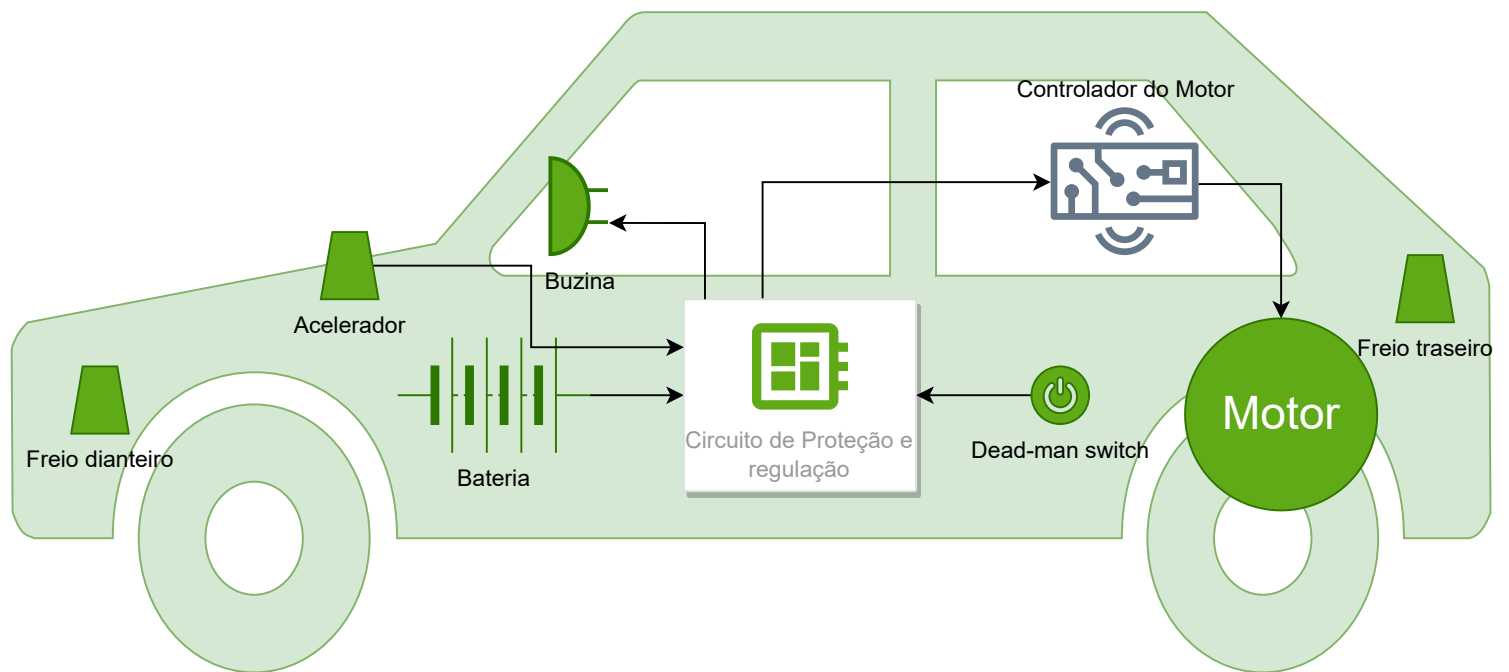 Controlador do Motor
Buzina
Acelerador
Freio traseiro
Motor
Circuito de Proteção e
regulação
Dead-man switch
Freio dianteiro
Bateria